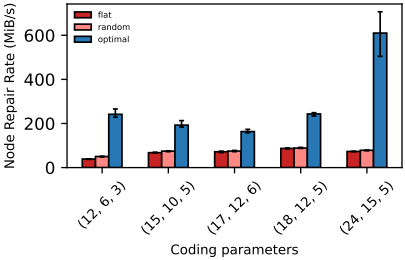 Node Repair Rate (MiB/s)
600
400
200
0
flat
random
optimal
(12, 6, 3)
(15, 10, 5)
(17, 12, 6)
(18, 12, 5)
(24, 15, 5)
Coding parameters